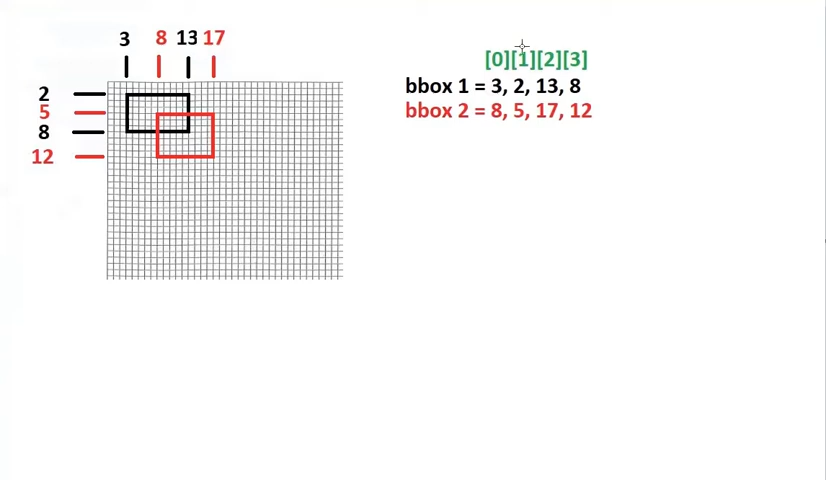 3 8 13 17
2
5
8
12
[0][1][2][3]
bbox 1 = 3, 2, 13, 8
bbox 2 = 8, 5, 17, 12